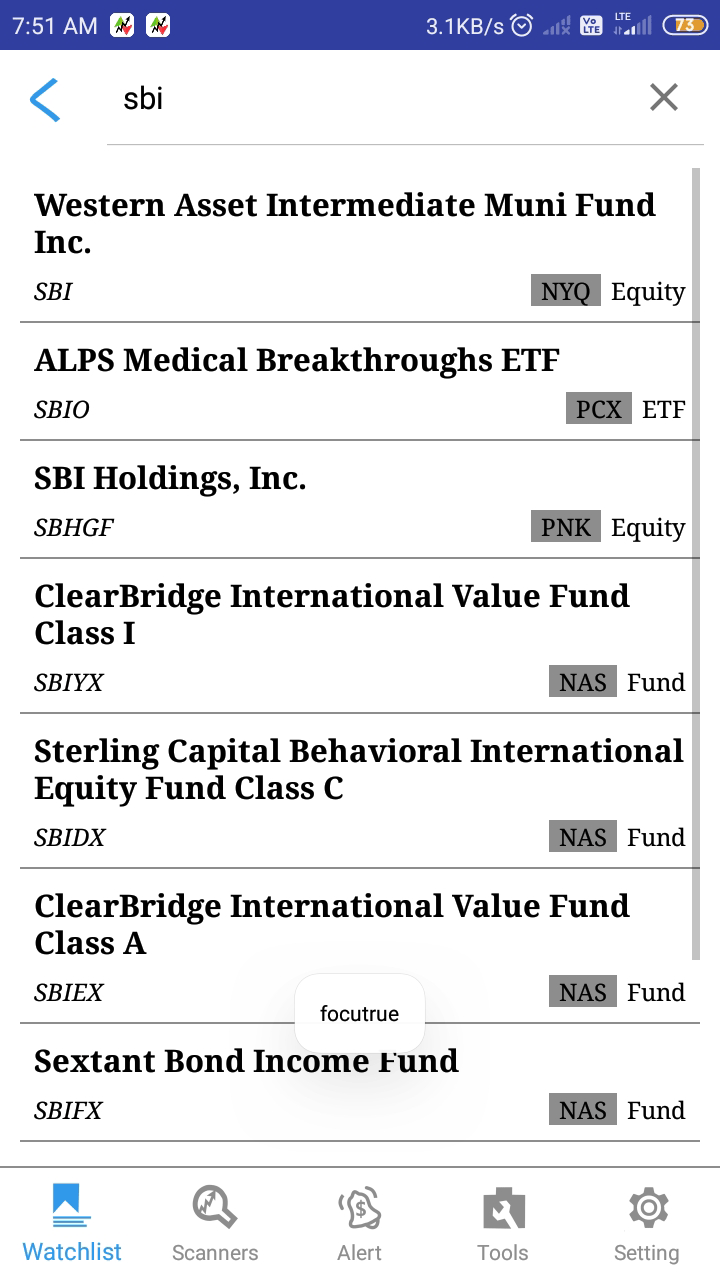 7:51 AM 3.1KB/s Vo LTE LTE 73
sbi
Western Asset Intermediate Muni Fund
Inc.
SBI NYQ Equity
ALPS Medical Breakthroughs ETF
SBIO PCX ETF
SBI Holdings, Inc.
SBHGF PNK Equity
ClearBridge International Value Fund
Class I
SBIYX NAS Fund
Sterling Capital Behavioral International
Equity Fund Class C
SBIDX NAS Fund
ClearBridge International Value Fund
Class A
SBIEX NAS Fund
focutrue
Sextant Bond Income Fund
SBIFX NAS Fund
Watchlist Scanners Alert Tools Setting